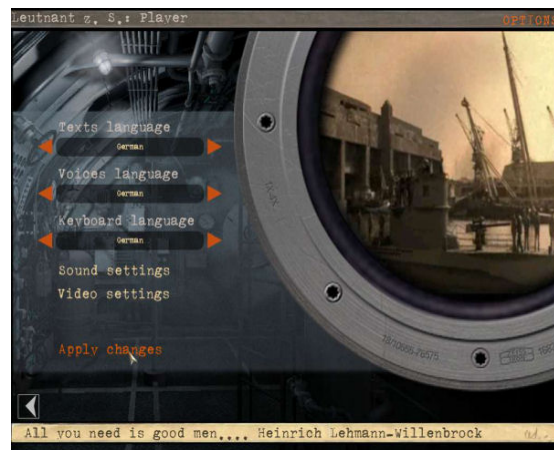 Leutnant z. S.: Player
OPTIONS
Texts language
German
Voices language
German
Keyboard language
German
Sound settings
Video settings
Apply changes
All you need is good men.... Heinrich Lehmann-Willenbrock